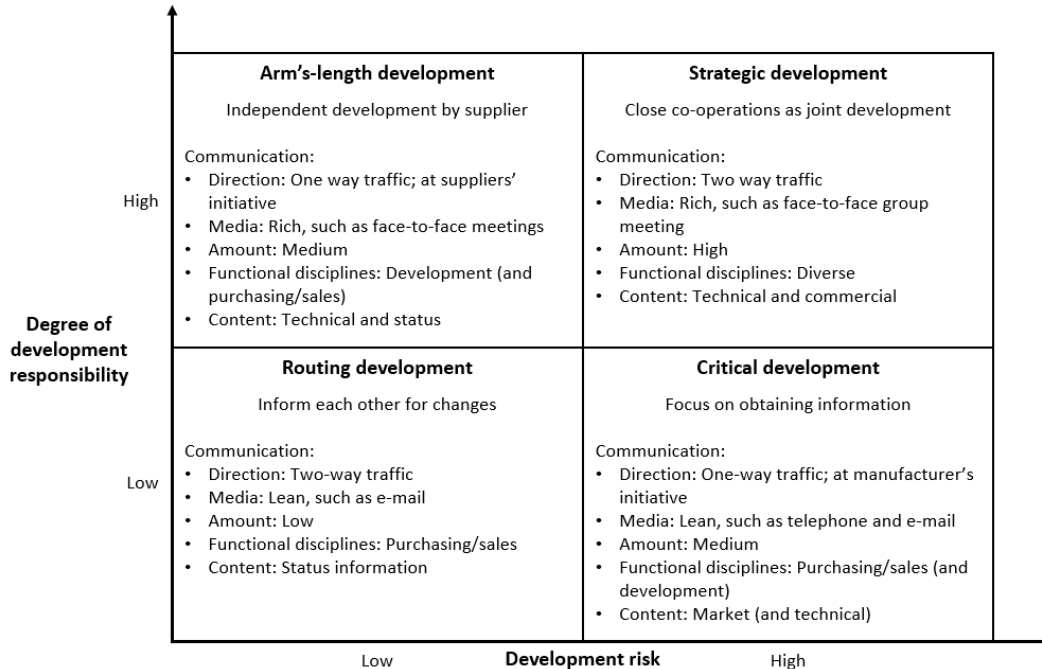 Arm's-length development
Independent development by supplier
Communication:
• Direction: One way traffic; at suppliers'
initiative
• Media: Rich, such as face-to-face meetings
• Amount: Medium
• Functional disciplines: Development (and
purchasing/sales)
• Content: Technical and status
Strategic development
Close co-operations as joint development
Communication:
• Direction: Two way traffic
• Media: Rich, such as face-to-face group
meeting
• Amount: High
• Functional disciplines: Diverse
• Content: Technical and commercial
High
Degree of
development
responsibility
Low
Routing development
Inform each other for changes
Communication:
• Direction: Two-way traffic
• Media: Lean, such as e-mail
• Amount: Low
• Functional disciplines: Purchasing/sales
• Content: Status information
Critical development
Focus on obtaining information
Communication:
• Direction: One-way traffic; at manufacturer's
initiative
• Media: Lean, such as telephone and e-mail
• Amount: Medium
• Functional disciplines: Purchasing/sales (and
development)
• Content: Market (and technical)
Low
Development risk
High